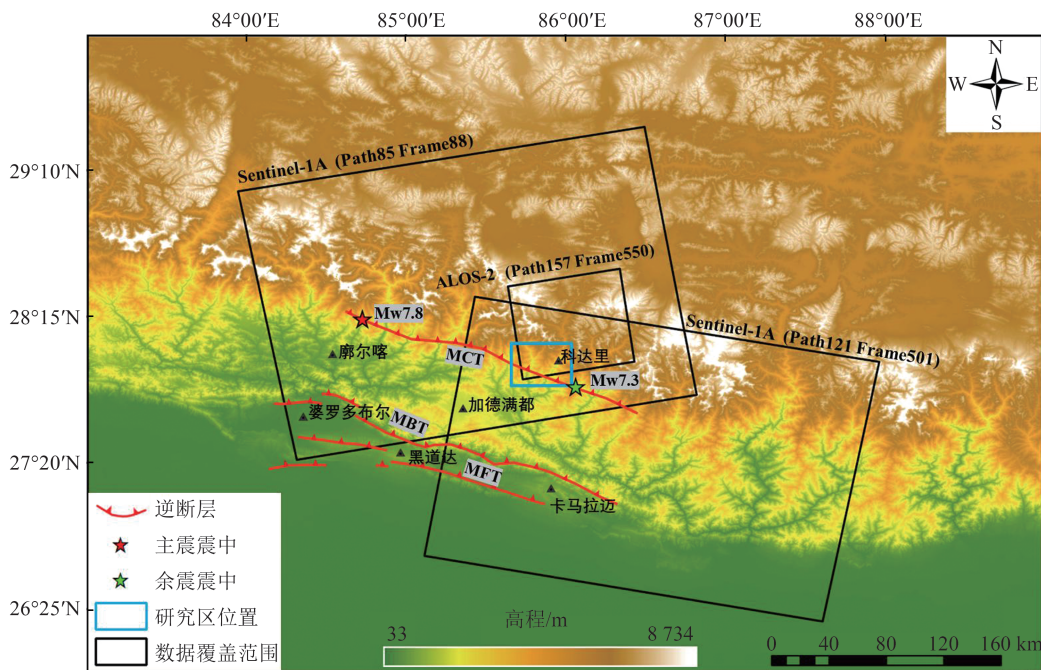 84°00′E
85°00′E
86°00′E
87°00′E
88°00′E
N
W
E
S
29°10′N
28°15′N
27°20′N
26°25′N
Sentinel-1A (Path85 Frame88)
ALOS-2 (Path157 Frame550)
Sentinel-1A (Path121 Frame501)
Mw7.8
廓尔喀
MCT
科达里
Mw7.3
加德满都
婆罗多布尔
MBT
黑道达
MFT
卡马拉迈
逆断层
主震震中
余震震中
研究区位置
数据覆盖范围
高程/m
33
8 734
0 40 80 120 160 km